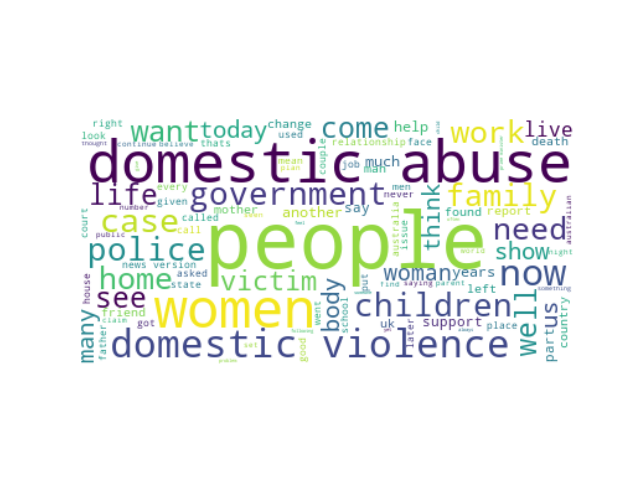 right
want
today
change
come
help
work
live
look
thought
continue
believe
thats
used
couple
relationship
face
death
domestic abuse
mean
job
much
man
life
every
given
government
men
never
family
court
case
called
call
mother
another
say
australia
issue
think
found
report
need
public
police
people
show
night
australian
news version
home
asked
state
victim
body
woman
years
now
world
house
see
women
find
saying
parent
left
something
put
school
children
many
friend
father
claim
got
went
uk
later
support
place
well
part
us
country
domestic violence
set
good